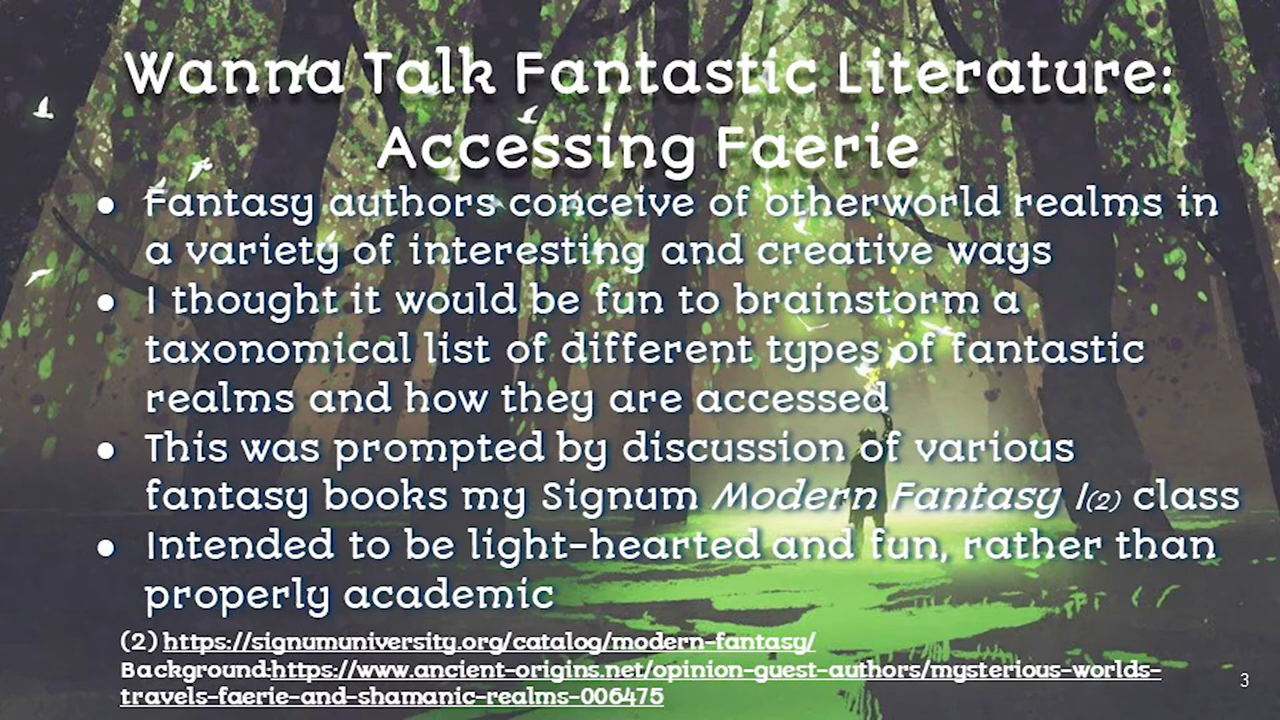 Wanna Talk Fantastic Literature:
Accessing Faerie
● Fantasy authors conceive of otherworld realms in
a variety of interesting and creative ways
● I thought it would be fun to brainstorm a
taxonomical list of different types of fantastic
realms and how they are accessed
● This was prompted by discussion of various
fantasy books my Signum Modern Fantasy I(2) class
● Intended to be light-hearted and fun, rather than
properly academic
(2) https://signumuniversity.org/catalog/modern-fantasy/
Background:https://www.ancient-origins.net/opinion-guest-authors/mysterious-worlds-
travels-faerie-and-shamanic-realms-006475
3